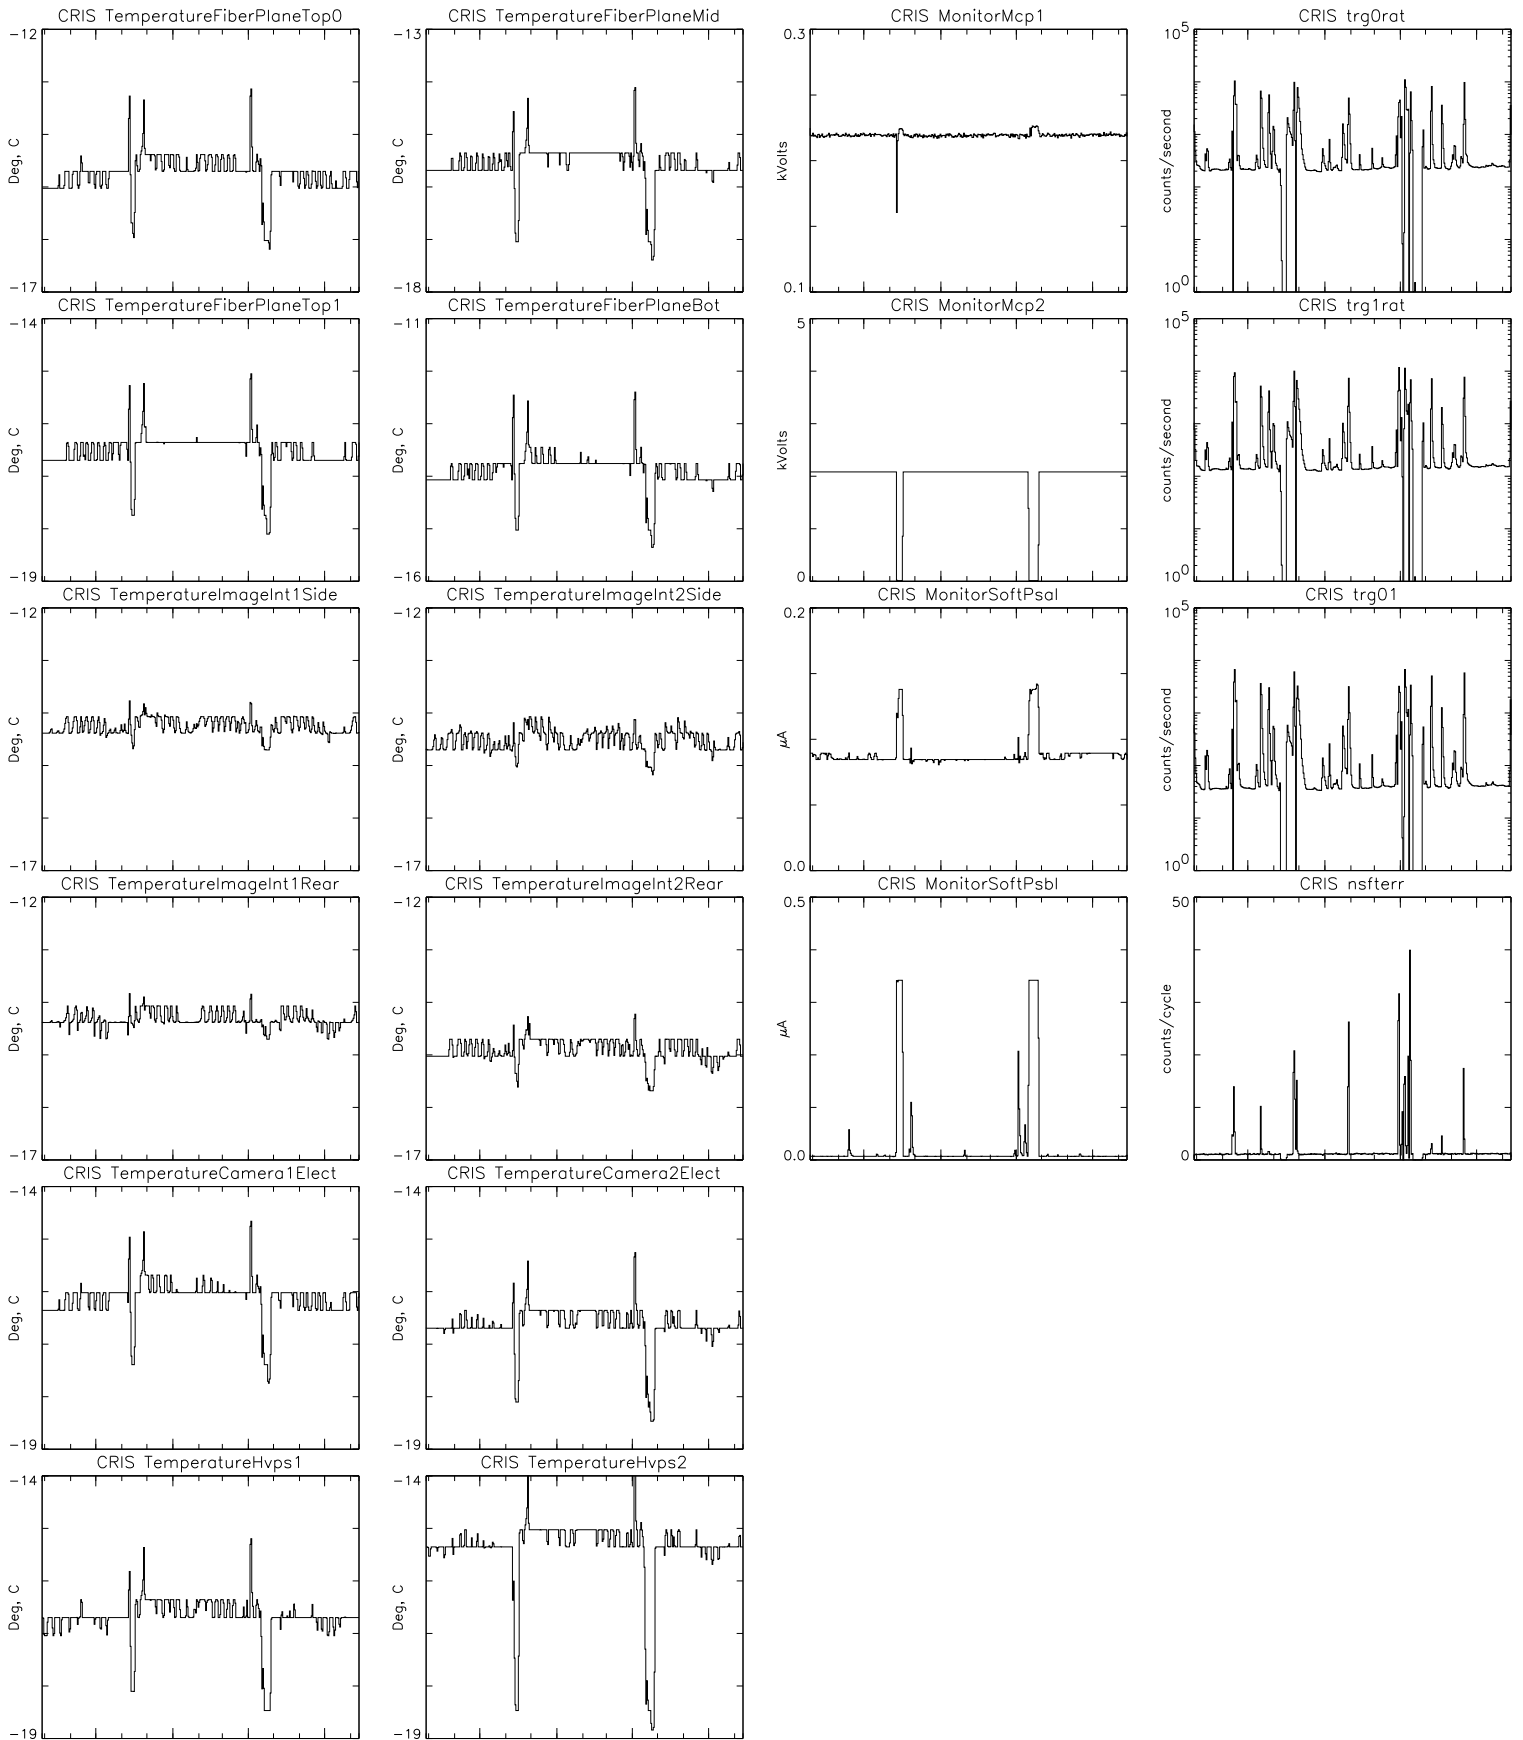 CRIS TemperatureFiberPlaneTop0
-12
Deg, C
-17
CRIS TemperatureFiberPlaneMid
-13
Deg, C
-18
CRIS MonitorMcp1
0.3
kVolts
0.1
CRIS trg0rat
10^5
counts/second
10^0
CRIS TemperatureFiberPlaneTop1
-14
Deg, C
-19
CRIS TemperatureFiberPlaneBot
-11
Deg, C
-16
CRIS MonitorMcp2
5
kVolts
0
CRIS trg1rat
10^5
counts/second
10^0
CRIS TemperatureImageInt1Side
-12
Deg, C
-17
CRIS TemperatureImageInt2Side
-12
Deg, C
-17
CRIS MonitorSoftPsaI
0.2
μA
0.0
CRIS trg01
10^5
counts/second
10^0
CRIS TemperatureImageInt1Rear
-12
Deg, C
-17
CRIS TemperatureImageInt2Rear
-12
Deg, C
-17
CRIS MonitorSoftPsbI
0.5
μA
0.0
CRIS nsfterr
50
counts/cycle
0
CRIS TemperatureCamera1Elect
-14
Deg, C
-19
CRIS TemperatureCamera2Elect
-14
Deg, C
-19
CRIS TemperatureHvps1
-14
Deg, C
-19
CRIS TemperatureHvps2
-14
Deg, C
-19